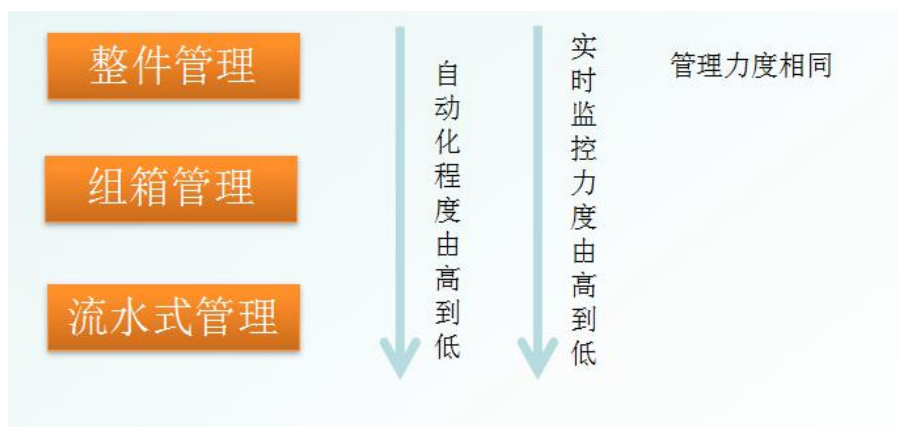 整件管理
组箱管理
流水式管理
自动化程度由高到低
实时监控力度由高到低
管理力度相同